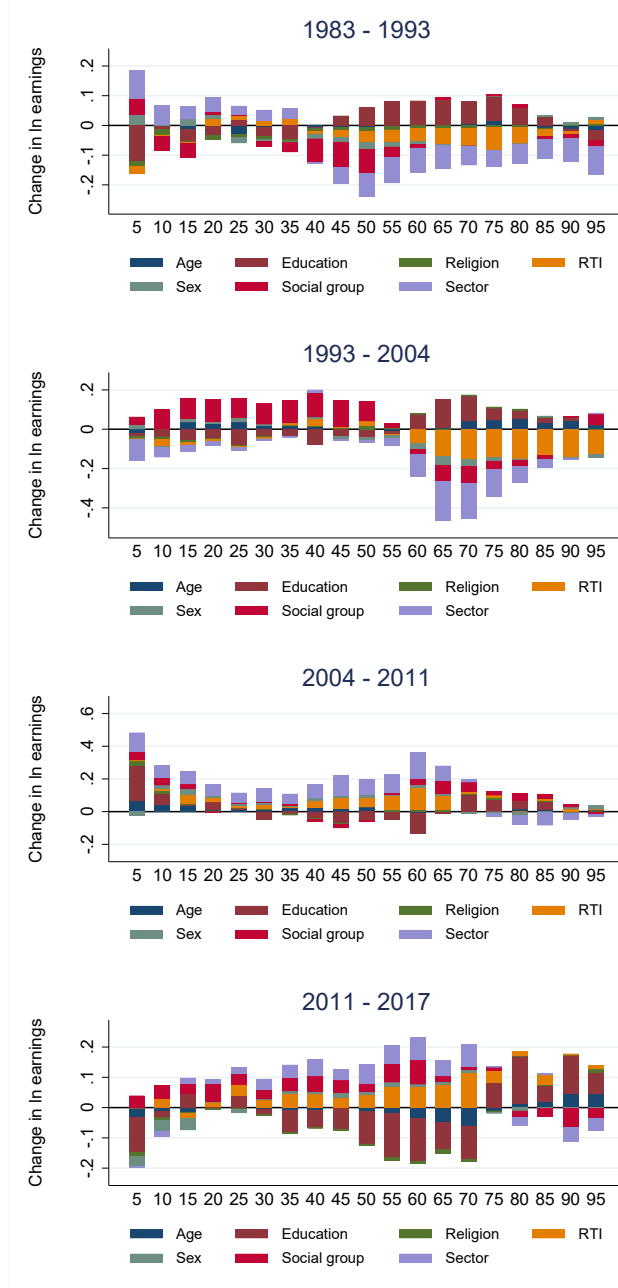 1983 - 1993
Change in ln earnings
.2
.1
0
-.1
-.2
5 10 15 20 25 30 35 40 45 50 55 60 65 70 75 80 85 90 95
Age Education Religion RTI
Sex Social group Sector
1993 - 2004
Change in ln earnings
.2
0
-.2
-.4
5 10 15 20 25 30 35 40 45 50 55 60 65 70 75 80 85 90 95
Age Education Religion RTI
Sex Social group Sector
2004 - 2011
Change in ln earnings
.6
.4
.2
0
-.2
5 10 15 20 25 30 35 40 45 50 55 60 65 70 75 80 85 90 95
Age Education Religion RTI
Sex Social group Sector
2011 - 2017
Change in ln earnings
.2
.1
0
-.1
-.2
5 10 15 20 25 30 35 40 45 50 55 60 65 70 75 80 85 90 95
Age Education Religion RTI
Sex Social group Sector